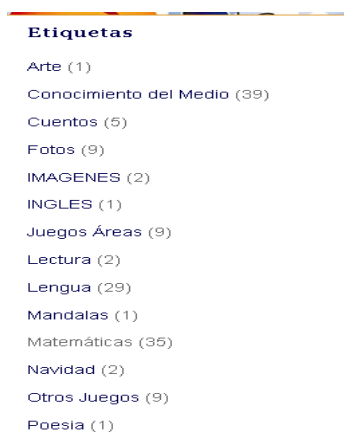 Etiquetas
Arte (1)
Conocimiento del Medio (39)
Cuentos (5)
Fotos (9)
IMAGENES (2)
INGLES (1)
Juegos Áreas (9)
Lectura (2)
Lengua (29)
Mandalas (1)
Matemáticas (35)
Navidad (2)
Otros Juegos (9)
Poesia (1)